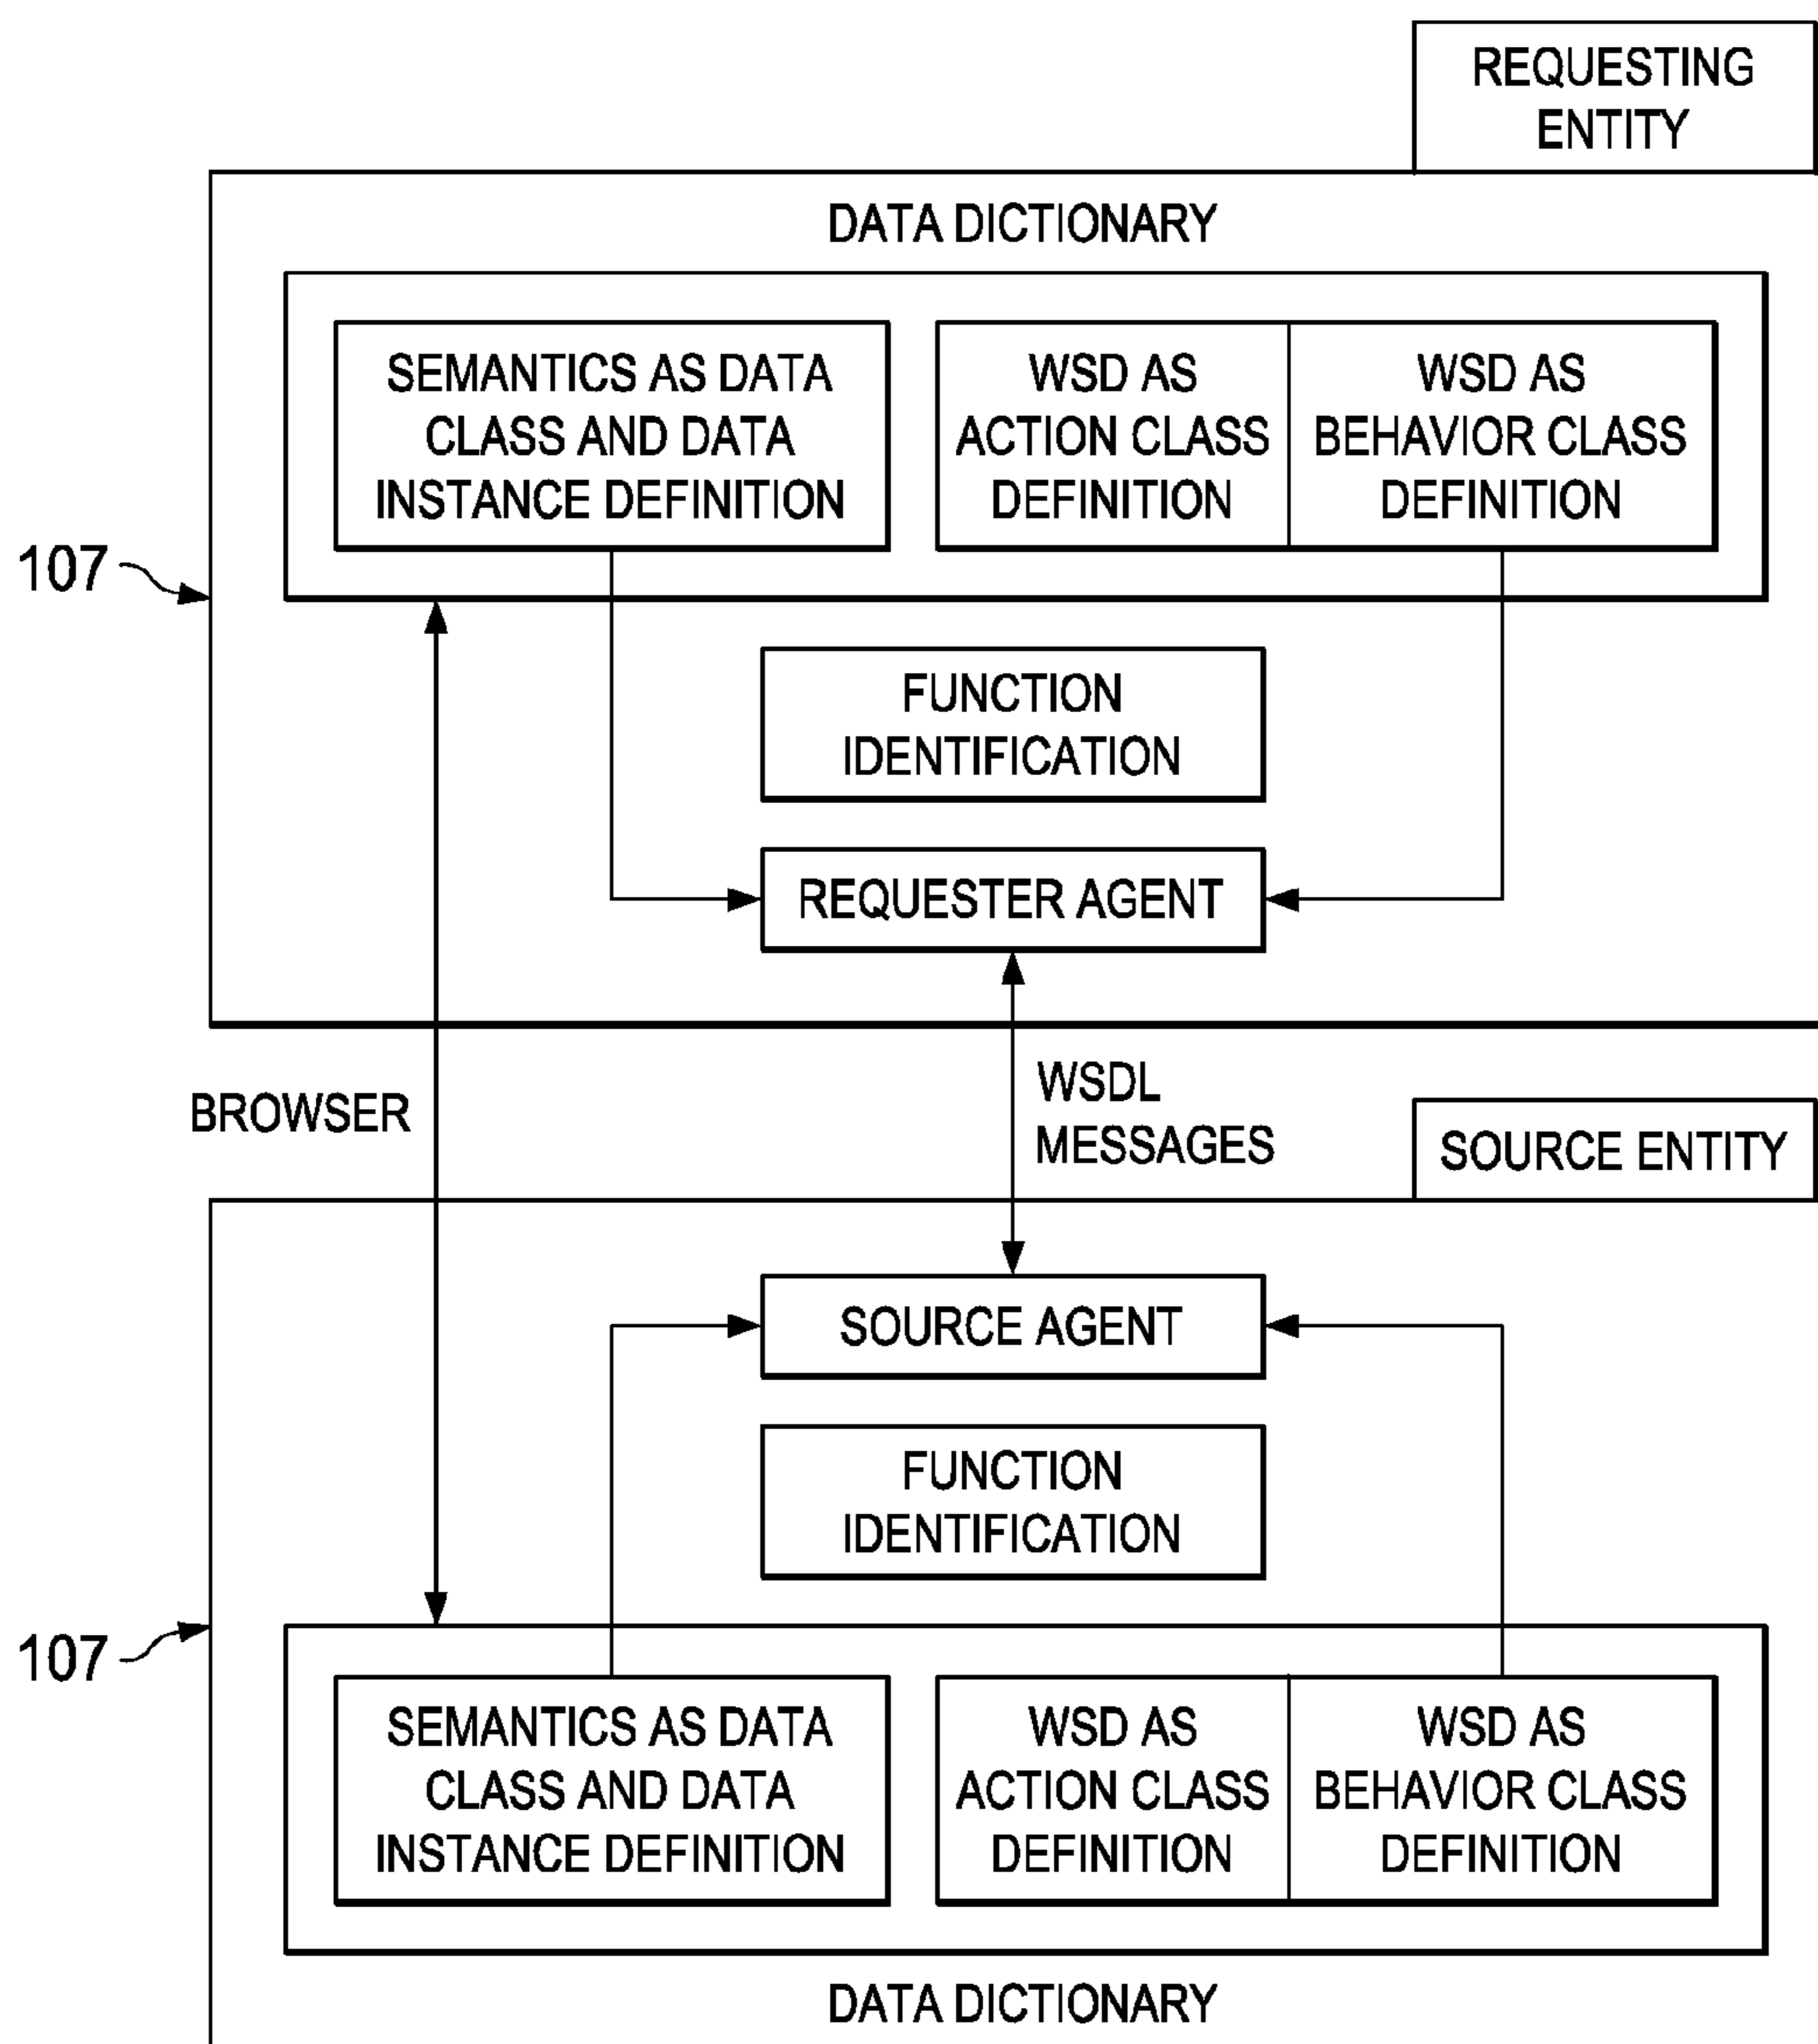 REQUESTING
ENTITY
DATA DICTIONARY
SEMANTICS AS DATA
CLASS AND DATA
INSTANCE DEFINITION
WSD AS
ACTION CLASS
DEFINITION
WSD AS
BEHAVIOR CLASS
DEFINITION
107
FUNCTION
IDENTIFICATION
REQUESTER AGENT
BROWSER
WSDL
MESSAGES
SOURCE ENTITY
SOURCE AGENT
FUNCTION
IDENTIFICATION
107
SEMANTICS AS DATA
CLASS AND DATA
INSTANCE DEFINITION
WSD AS
ACTION CLASS
DEFINITION
WSD AS
BEHAVIOR CLASS
DEFINITION
DATA DICTIONARY